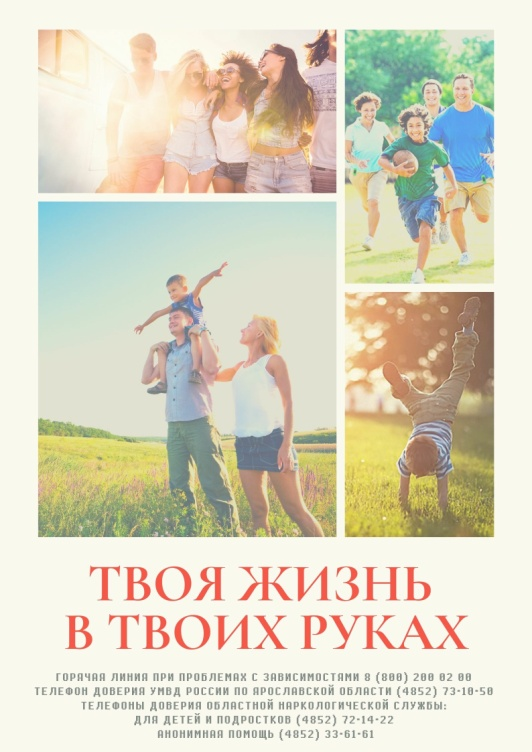 ТВОЯ ЖИЗНЬ
В ТВОИХ РУКАХ
ГОРЯЧАЯ ЛИНИЯ ПРИ ПРОБЛЕМАХ С ЗАВИСИМОСТЯМИ 8 (800) 200 02 00
ТЕЛЕФОН ДОВЕРИЯ УМВД РОССИИ ПО ЯРОСЛАВСКОЙ ОБЛАСТИ (4852) 73-10-50
ТЕЛЕФОНЫ ДОВЕРИЯ ОБЛАСТНОЙ НАРКОЛОГИЧЕСКОЙ СЛУЖБЫ:
ДЛЯ ДЕТЕЙ И ПОДРОСТКОВ (4852) 72-14-22
АНОНИМНАЯ ПОМОЩЬ (4852) 33-61-61